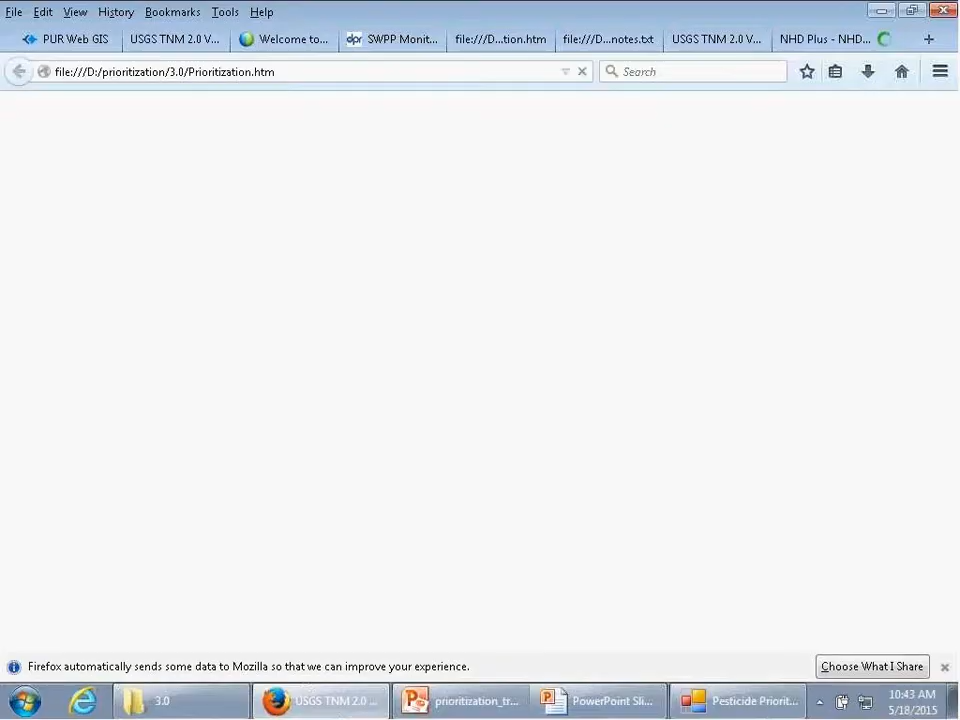 File Edit View History Bookmarks Tools Help
PUR Web GIS USGS TNM 2.0 V... Welcome to... dpr SWPP Monit... file:///D...tion.htm file:///D...notes.txt USGS TNM 2.0 V... NHD Plus - NHD...
file:///D:/prioritization/3.0/Prioritization.htm Search
Firefox automatically sends some data to Mozilla so that we can improve your experience. Choose What I Share
3.0 USGS TNM 2.0 ... prioritization_tr... PowerPoint Sli... Pesticide Priorit... 10:43 AM
5/18/2015